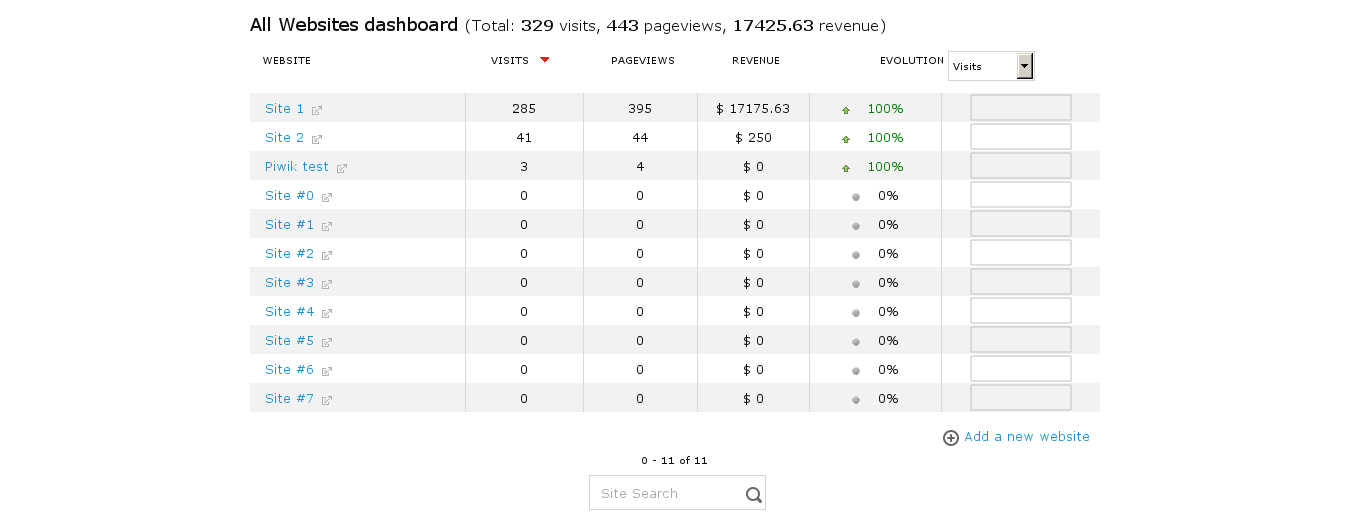 All Websites dashboard (Total: 329 visits, 443 pageviews, 17425.63 revenue)
WEBSITE VISITS PAGEVIEWS REVENUE EVOLUTION Visits
Site 1 285 395 $ 17175.63 100%
Site 2 41 44 $ 250 100%
Piwik test 3 4 $ 0 100%
Site #0 0 0 $ 0 0%
Site #1 0 0 $ 0 0%
Site #2 0 0 $ 0 0%
Site #3 0 0 $ 0 0%
Site #4 0 0 $ 0 0%
Site #5 0 0 $ 0 0%
Site #6 0 0 $ 0 0%
Site #7 0 0 $ 0 0%
Add a new website
0 - 11 of 11
Site Search